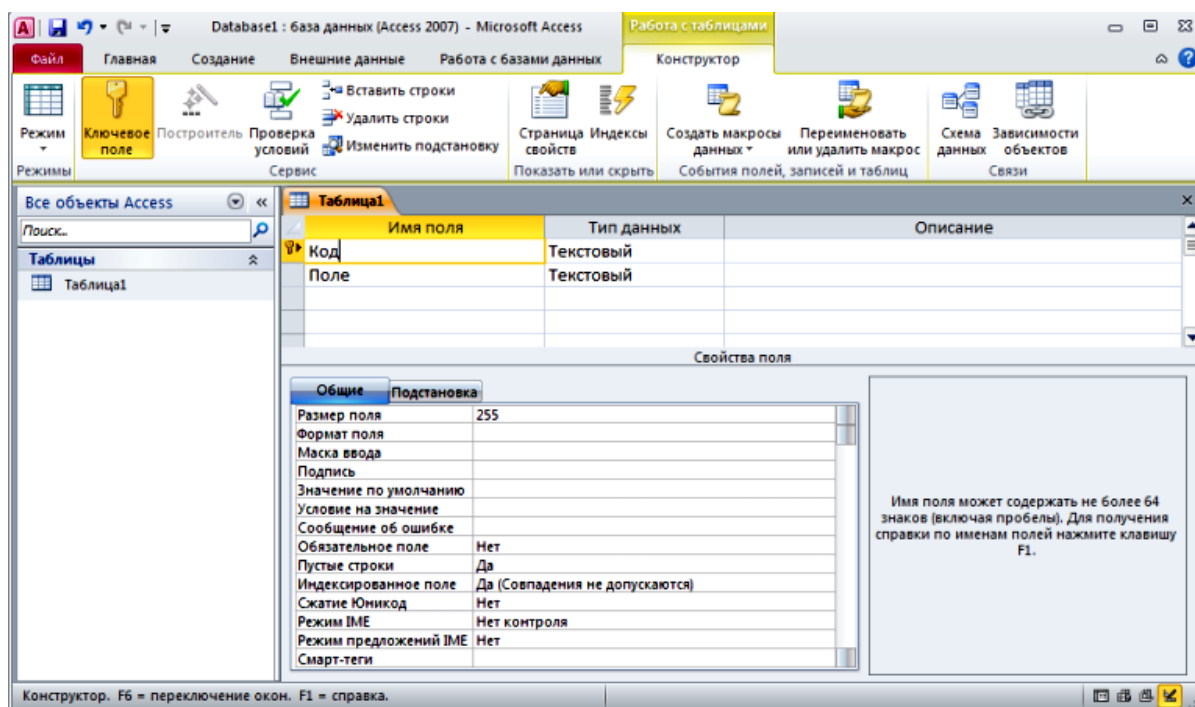 Database1 : база данных (Access 2007) - Microsoft Access
Работа с таблицами
Файл Главная Создание Внешние данные Работа с базами данных Конструктор
Режим
Ключевое поле
Построитель
Проверка условий
Вставить строки
Удалить строки
Изменить подстановку
Страница свойств
Индексы
Создать макросы данных
Переименовать или удалить макрос
Схема данных
Зависимости объектов
Режимы Сервис Показать или скрыть События полей, записей и таблиц Связи
Все объекты Access
Поиск...
Таблицы
Таблица1
Таблица1
Имя поля Тип данных Описание
Код Текстовый
Поле Текстовый
Свойства поля
Общие Подстановка
Размер поля 255
Формат поля
Маска ввода
Подпись
Значение по умолчанию
Условие на значение
Сообщение об ошибке
Обязательное поле Нет
Пустые строки Да
Индексированное поле Да (Совпадения не допускаются)
Сжатие Юникод Нет
Режим IME Нет контроля
Режим предложений IME Нет
Смарт-теги
Имя поля может содержать не более 64
знаков (включая пробелы). Для получения
справки по именам полей нажмите клавишу
F1.
Конструктор. F6 = переключение окон. F1 = справка.